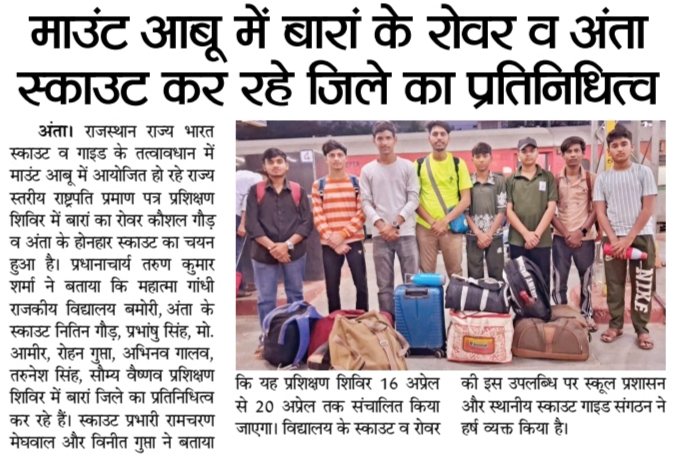 माउंट आबू में बारां के रोवर व अंता
स्काउट कर रहे जिले का प्रतिनिधित्व
अंता। राजस्थान राज्य भारत
स्काउट व गाइड के तत्वावधान में
माउंट आबू में आयोजित हो रहे राज्य
स्तरीय राष्ट्रपति प्रमाण पत्र प्रशिक्षण
शिविर में बारां का रोवर कौशल गौड़
व अंता के होनहार स्काउट का चयन
हुआ है। प्रधानाचार्य तरुण कुमार
शर्मा ने बताया कि महात्मा गांधी
राजकीय विद्यालय बमोरी, अंता के
स्काउट नितिन गौड़, प्रभांषु सिंह, मो.
आमीर, रोहन गुप्ता, अभिनव गालव,
तरुनेश सिंह, सौम्य वैष्णव प्रशिक्षण
शिविर में बारां जिले का प्रतिनिधित्व
कर रहे हैं। स्काउट प्रभारी रामचरण
मेघवाल और विनीत गुप्ता ने बताया
कि यह प्रशिक्षण शिविर 16 अप्रेल
से 20 अप्रेल तक संचालित किया
जाएगा। विद्यालय के स्काउट व रोवर
की इस उपलब्धि पर स्कूल प्रशासन
और स्थानीय स्काउट गाइड संगठन ने
हर्ष व्यक्त किया है।
NIKE